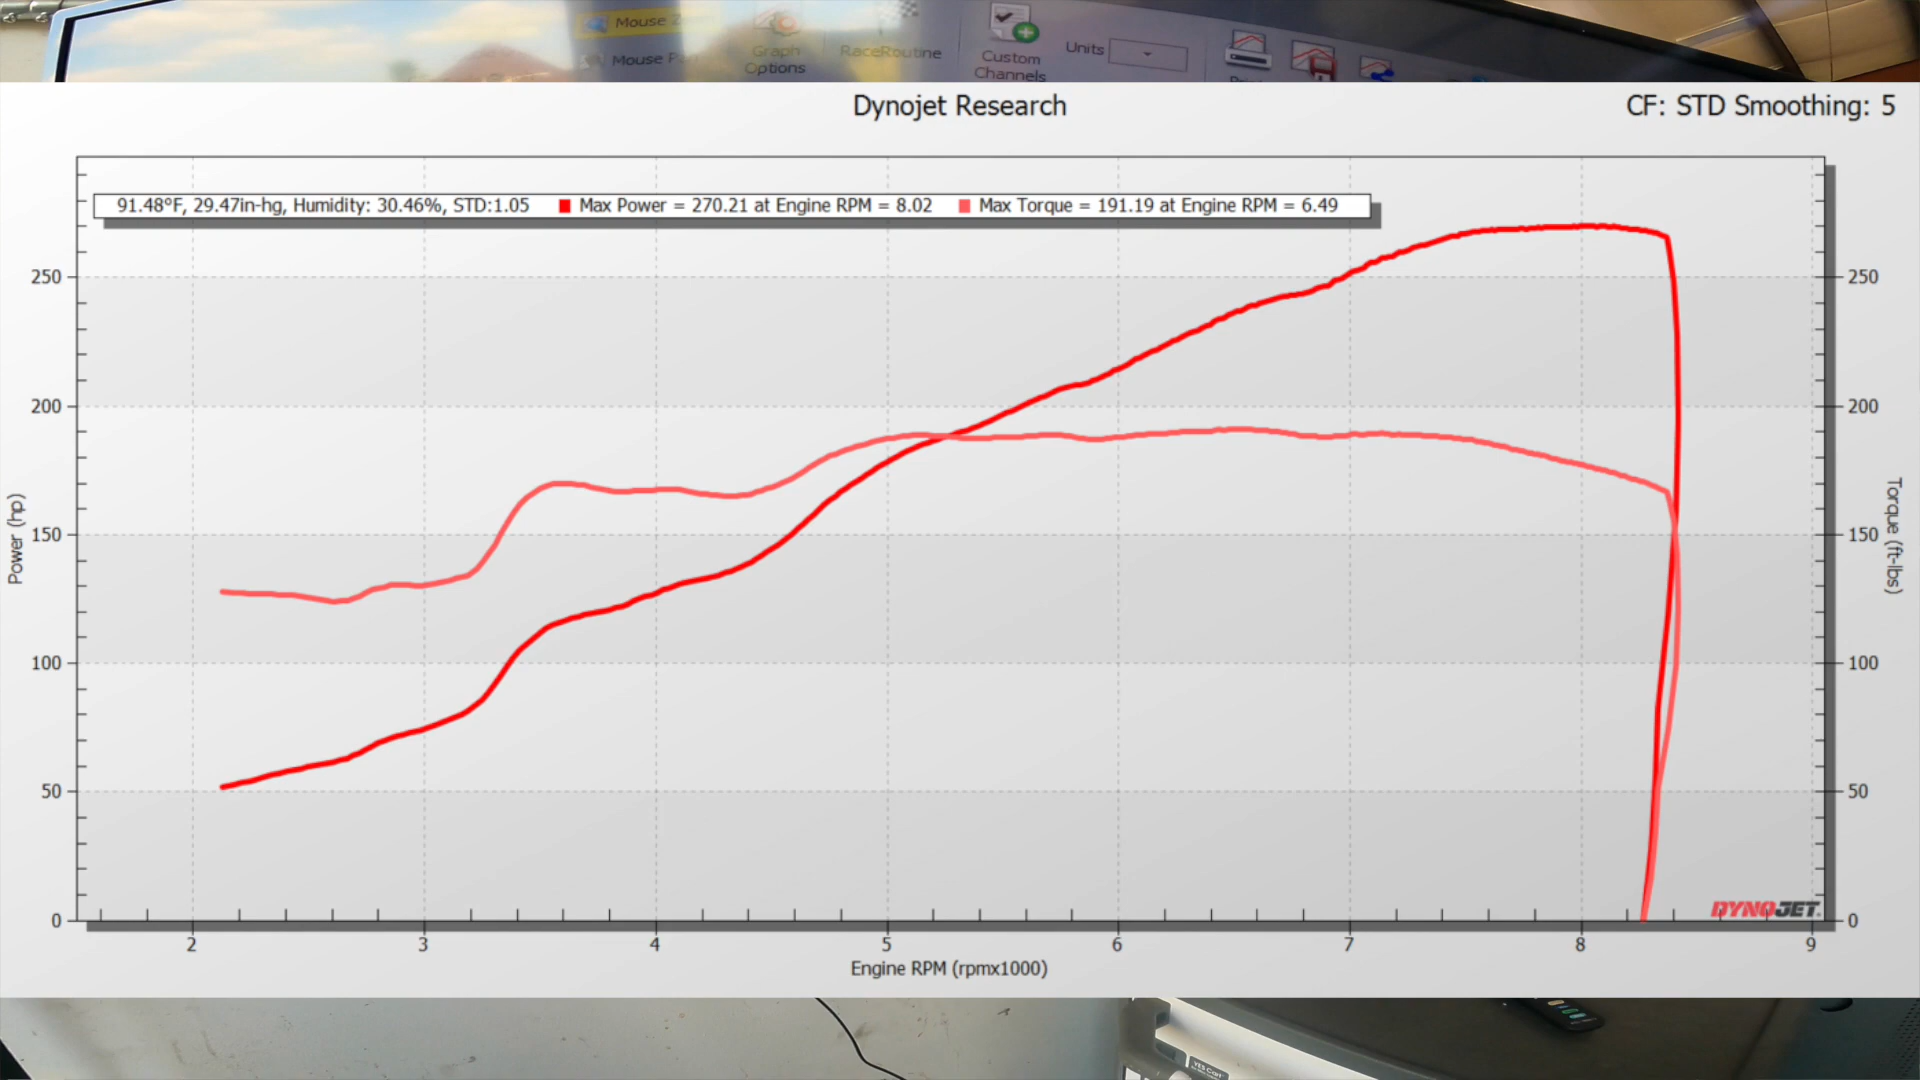 Mouse
Mouse
Graph
Options
RaceRoutine
Custom
Channels
Units
Dynojet Research
CF: STD Smoothing: 5
91.48°F, 29.47in-hg, Humidity: 30.46%, STD:1.05 Max Power = 270.21 at Engine RPM = 8.02 Max Torque = 191.19 at Engine RPM = 6.49
250
200
150
100
50
0
Power (hp)
250
200
150
100
50
0
Torque (ft-lbs)
DYNOJET
2 3 4 5 6 7 8 9
Engine RPM (rpmx1000)